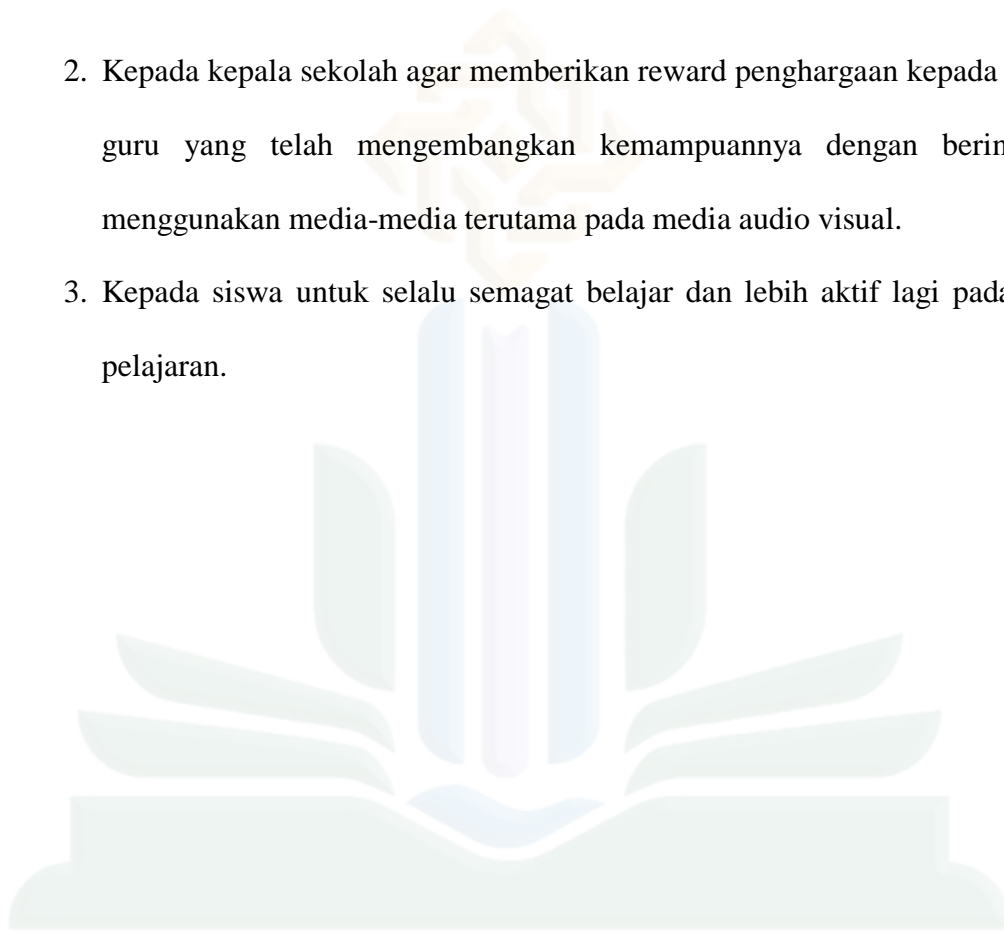 2. Kepada kepala sekolah agar memberikan reward penghargaan kepada
guru yang telah mengembangkan kemampuannya dengan
menggunakan media-media terutama pada media audio visual.
3. Kepada siswa untuk selalu semagat belajar dan lebih aktif lagi pada
pelajaran.